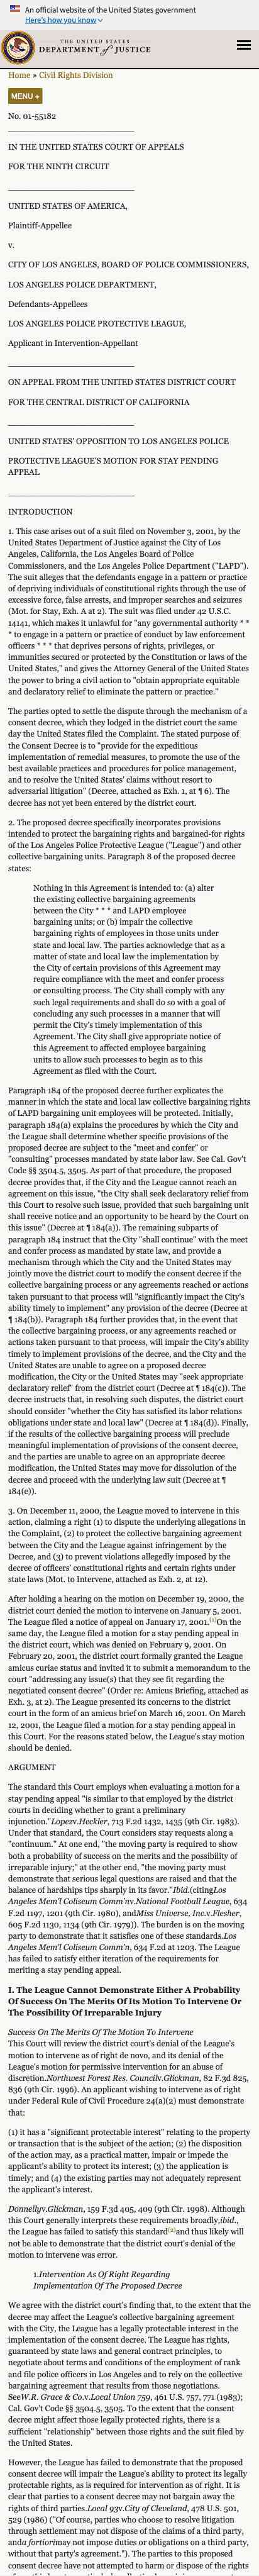 An official website of the United States government
Here's how you know
THE UNITED STATES
DEPARTMENT of JUSTICE
Home » Civil Rights Division
MENU +
No. 01-55182
IN THE UNITED STATES COURT OF APPEALS
FOR THE NINTH CIRCUIT
UNITED STATES OF AMERICA,
Plaintiff-Appellee
v.
CITY OF LOS ANGELES, BOARD OF POLICE COMMISSIONERS,
LOS ANGELES POLICE DEPARTMENT,
Defendants-Appellees
LOS ANGELES POLICE PROTECTIVE LEAGUE,
Applicant in Intervention-Appellant
ON APPEAL FROM THE UNITED STATES DISTRICT COURT
FOR THE CENTRAL DISTRICT OF CALIFORNIA
UNITED STATES' OPPOSITION TO LOS ANGELES POLICE
PROTECTIVE LEAGUE'S MOTION FOR STAY PENDING
APPEAL
INTRODUCTION
1. This case arises out of a suit filed on November 3, 2001, by the
United States Department of Justice against the City of Los
Angeles, California, the Los Angeles Board of Police
Commissioners, and the Los Angeles Police Department ("LAPD").
The suit alleges that the defendants engage in a pattern or practice
of depriving individuals of constitutional rights through the use of
excessive force, false arrests, and improper searches and seizures
(Mot. for Stay, Exh. A at 2). The suit was filed under 42 U.S.C.
14141, which makes it unlawful for "any governmental authority * *
* to engage in a pattern or practice of conduct by law enforcement
officers * * * that deprives persons of rights, privileges, or
immunities secured or protected by the Constitution or laws of the
United States," and gives the Attorney General of the United States
the power to bring a civil action to "obtain appropriate equitable
and declaratory relief to eliminate the pattern or practice."
The parties opted to settle the dispute through the mechanism of a
consent decree, which they lodged in the district court the same
day the United States filed the Complaint. The stated purpose of
the Consent Decree is to "provide for the expeditious
implementation of remedial measures, to promote the use of the
best available practices and procedures for police management,
and to resolve the United States' claims without resort to
adversarial litigation" (Decree, attached as Exh. 1, at ¶ 6). The
decree has not yet been entered by the district court.
2. The proposed decree specifically incorporates provisions
intended to protect the bargaining rights and bargained-for rights
of the Los Angeles Police Protective League ("League") and other
collective bargaining units. Paragraph 8 of the proposed decree
states:
Nothing in this Agreement is intended to: (a) alter
the existing collective bargaining agreements
between the City * * * and LAPD employee
bargaining units; or (b) impair the collective
bargaining rights of employees in those units under
state and local law. The parties acknowledge that as a
matter of state and local law the implementation by
the City of certain provisions of this Agreement may
require compliance with the meet and confer process
or consulting process. The City shall comply with any
such legal requirements and shall do so with a goal of
concluding any such processes in a manner that will
permit the City's timely implementation of this
Agreement. The City shall give appropriate notice of
this Agreement to affected employee bargaining
units to allow such processes to begin as to this
Agreement as filed with the Court.
Paragraph 184 of the proposed decree further explicates the
manner in which the state and local law collective bargaining rights
of LAPD bargaining unit employees will be protected. Initially,
paragraph 184(a) explains the procedures by which the City and
the League shall determine whether specific provisions of the
proposed decree are subject to the "meet and confer" or
"consulting" processes mandated by state labor law. See Cal. Gov't
Code §§ 3504.5, 3505. As part of that procedure, the proposed
decree provides that, if the City and the League cannot reach an
agreement on this issue, "the City shall seek declaratory relief from
this Court to resolve such issue, provided that such bargaining unit
shall receive notice and an opportunity to be heard by the Court on
this issue" (Decree at ¶ 184(a)). The remaining subparts of
paragraph 184 instruct that the City "shall continue" with the meet
and confer process as mandated by state law, and provide a
mechanism through which the City and the United States may
jointly move the district court to modify the consent decree if the
collective bargaining process or any agreements reached or actions
taken pursuant to that process will "significantly impact the City's
ability timely to implement" any provision of the decree (Decree at
¶ 184(b)). Paragraph 184 further provides that, in the event that
the collective bargaining process, or any agreements reached or
actions taken pursuant to that process, will impair the City's ability
timely to implement provisions of the decree, and the City and the
United States are unable to agree on a proposed decree
modification, the City or the United States may "seek appropriate
declaratory relief" from the district court (Decree at ¶ 184(c)). The
decree instructs that, in resolving such disputes, the district court
should consider "whether the City has satisfied its labor relations
obligations under state and local law" (Decree at ¶ 184(d)). Finally,
if the results of the collective bargaining process will preclude
meaningful implementation of provisions of the consent decree,
and the parties are unable to agree on an appropriate decree
modification, the United States may move for dissolution of the
decree and proceed with the underlying law suit (Decree at ¶
184(e)).
3. On December 11, 2000, the League moved to intervene in this
action, claiming a right (1) to dispute the underlying allegations in
the Complaint, (2) to protect the collective bargaining agreement
between the City and the League against infringement by the
Decree, and (3) to prevent violations allegedly imposed by the
decree of officers' constitutional rights and certain rights under
state laws (Mot. to Intervene, attached as Exh. 2, at 12).
After holding a hearing on the motion on December 19, 2000, the
district court denied the motion to intervene on January 5, 2001.
The League filed a notice of appeal on January 17, 2001.(1)On the
same day, the League filed a motion for a stay pending appeal in
the district court, which was denied on February 9, 2001. On
February 20, 2001, the district court formally granted the League
amicus curiae status and invited it to submit a memorandum to the
court "addressing any issue(s) that they see fit regarding the
negotiated consent decree" (Order re: Amicus Briefing, attached as
Exh. 3, at 2). The League presented its concerns to the district
court in the form of an amicus brief on March 16, 2001. On March
12, 2001, the League filed a motion for a stay pending appeal in
this Court. For the reasons stated below, the League's stay motion
should be denied.
ARGUMENT
The standard this Court employs when evaluating a motion for a
stay pending appeal "is similar to that employed by district courts
in deciding whether to grant a preliminary
injunction."Lopezv.Heckler, 713 F.2d 1432, 1435 (9th Cir. 1983).
Under that standard, the Court considers stay requests along a
"continuum." At one end, "the moving party is required to show
both a probability of success on the merits and the possibility of
irreparable injury;" at the other end, "the moving party must
demonstrate that serious legal questions are raised and that the
balance of hardships tips sharply in its favor."Ibid.(citingLos
Angeles Mem'l Coliseum Comm'nv.National Football League, 634
F.2d 1197, 1201 (9th Cir. 1980), andMiss Universe, Inc.v.Flesher,
605 F.2d 1130, 1134 (9th Cir. 1979)). The burden is on the moving
party to demonstrate that it satisfies one of these standards.Los
Angeles Mem'l Coliseum Comm'n, 634 F.2d at 1203. The League
has failed to satisfy either iteration of the requirements for
meriting a stay pending appeal.
I. The League Cannot Demonstrate Either A Probability
Of Success On The Merits Of Its Motion To Intervene Or
The Possibility Of Irreparable Injury
Success On The Merits Of The Motion To Intervene
This Court will review the district court's denial of the League's
motion to intervene as of right de novo, and its denial of the
League's motion for permissive intervention for an abuse of
discretion.Northwest Forest Res. Councilv.Glickman, 82 F.3d 825,
836 (9th Cir. 1996). An applicant wishing to intervene as of right
under Federal Rule of Civil Procedure 24(a)(2) must demonstrate
that:
(1) it has a "significant protectable interest" relating to the property
or transaction that is the subject of the action; (2) the disposition
of the action may, as a practical matter, impair or impede the
applicant's ability to protect its interest; (3) the application is
timely; and (4) the existing parties may not adequately represent
the applicant's interest.
Donnellyv.Glickman, 159 F.3d 405, 409 (9th Cir. 1998). Although
this Court generally interprets these requirements broadly,ibid.,
the League has failed to satisfy this standard(2)and thus likely will
not be able to demonstrate that the district court's denial of its
motion to intervene was error.
1.Intervention As Of Right Regarding
Implementation Of The Proposed Decree
We agree with the district court's finding that, to the extent that the
decree may affect the League's collective bargaining agreement
with the City, the League has a legally protectable interest in the
implementation of the consent decree. The League has rights,
guaranteed by state laws and general contract principles, to
negotiate about terms and conditions of the employment of rank
and file police officers in Los Angeles and to rely on the collective
bargaining agreement that results from those negotiations.
SeeW.R. Grace & Co.v.Local Union 759, 461 U.S. 757, 771 (1983);
Cal. Gov't Code §§ 3504.5, 3505. To the extent that the consent
decree might affect those legally protected rights, there is a
sufficient "relationship" between those rights and the suit filed by
the United States.
However, the League has failed to demonstrate that the proposed
consent decree will impair the League's ability to protect its legally
protectable rights, as is required for intervention as of right. It is
clear that parties to a consent decree may not bargain away the
rights of third parties.Local 93v.City of Cleveland, 478 U.S. 501,
529 (1986) ("Of course, parties who choose to resolve litigation
through settlement may not dispose of the claims of a third party,
anda fortiorimay not impose duties or obligations on a third party,
without that party's agreement."). The parties to this proposed
consent decree have not attempted to bargain or dispose of the rights